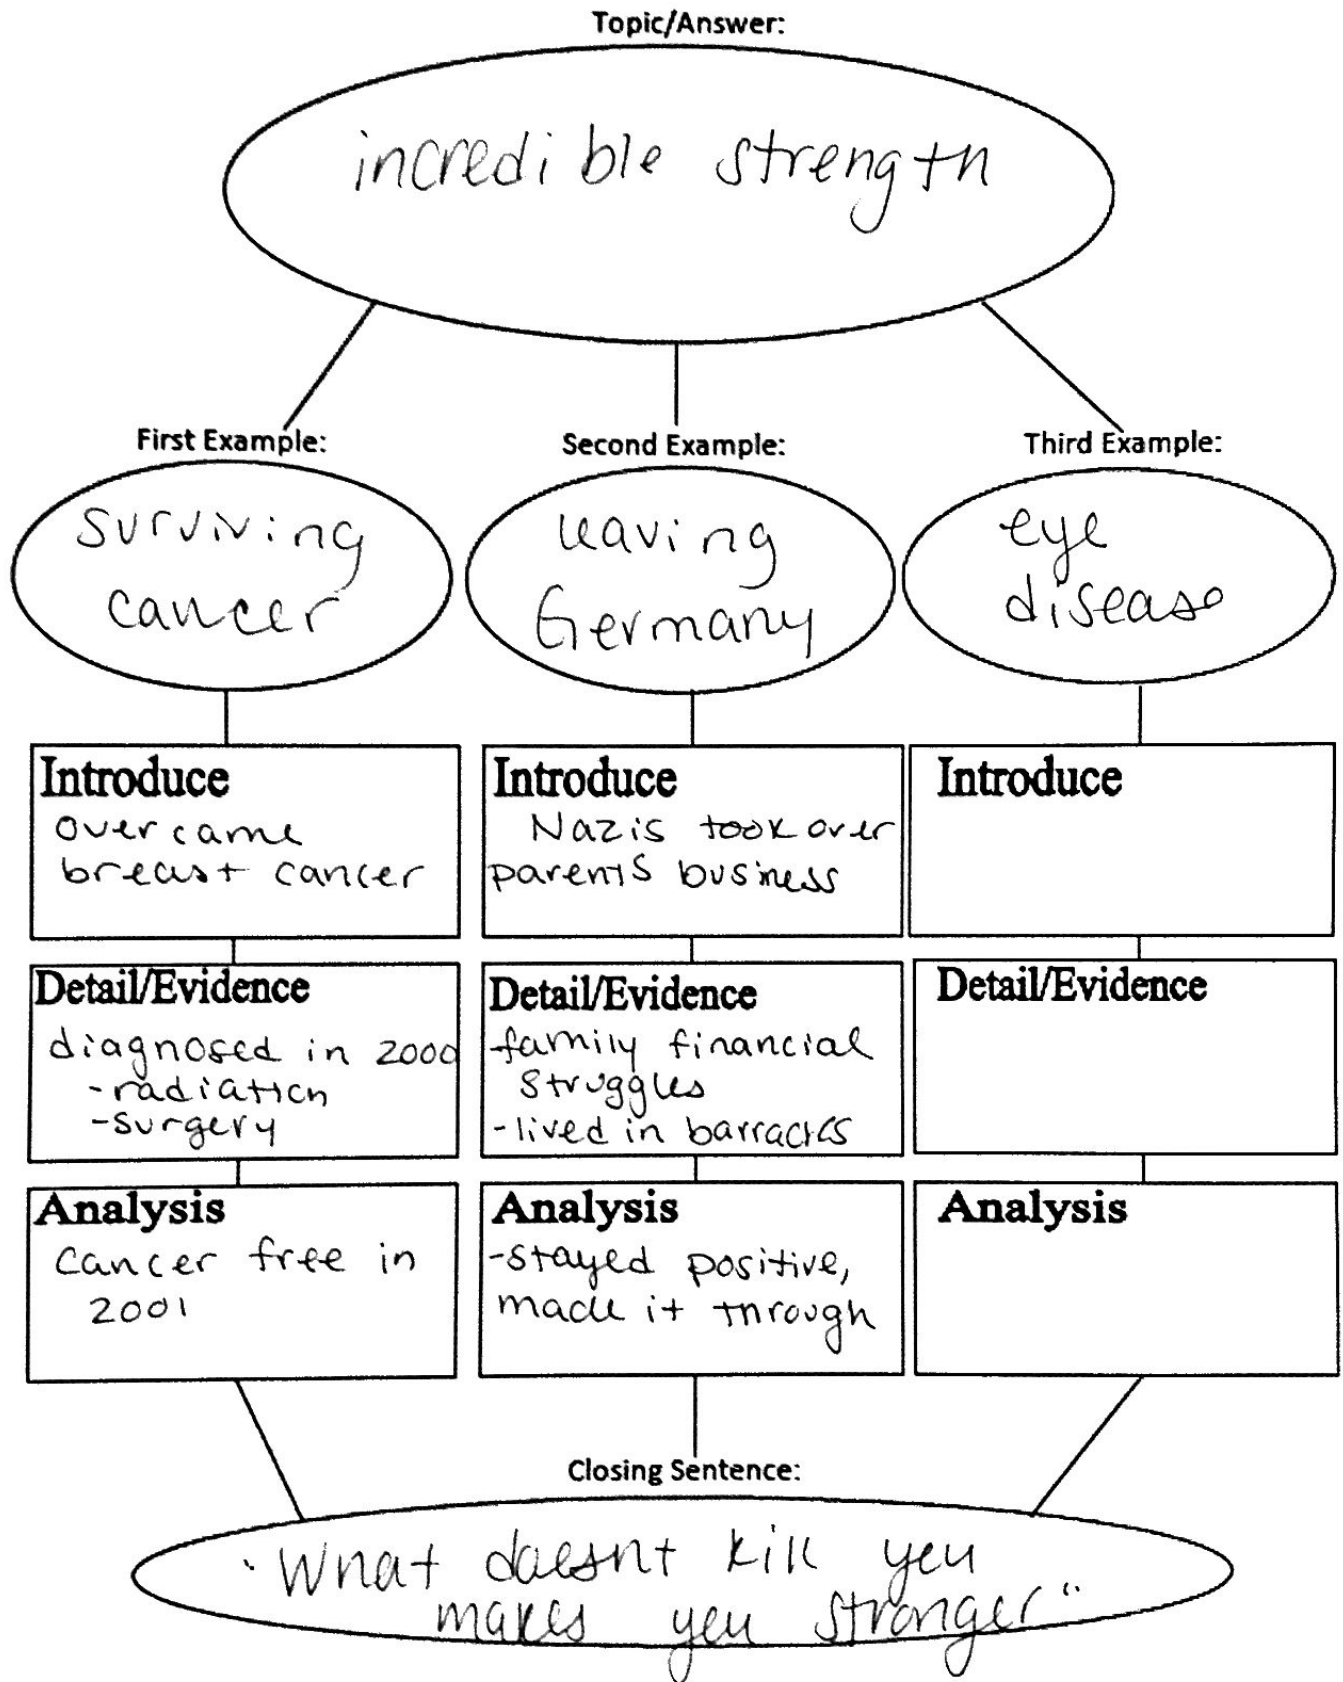 Topic/Answer:
incredible strength
First Example:
Second Example:
Third Example:
surviving
cancer
leaving
Germany
eye
disease
Introduce
overcame
breast cancer
Introduce
Nazis took over
parents business
Introduce
Detail/Evidence
diagnosed in 2000
-radiation
-surgery
Detail/Evidence
family financial
struggles
-lived in barracks
Detail/Evidence
Analysis
cancer free in
2001
Analysis
-stayed positive,
made it through
Analysis
Closing Sentence:
"What doesnt kill you
makes you stronger"